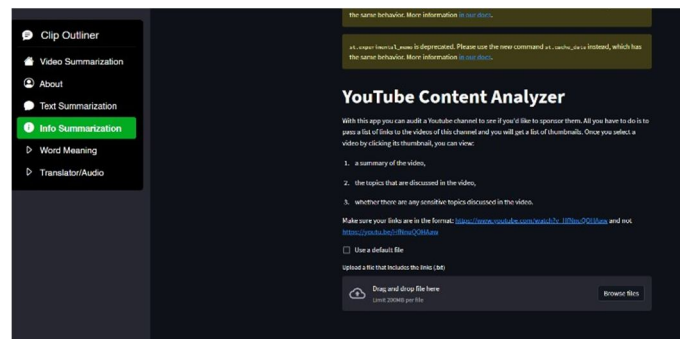 Clip Outliner
Video Summarization
About
Text Summarization
Info Summarization
Word Meaning
Translator/Audio
the same behavior. More information in our docs.
st.experimental_memo is deprecated. Please use the new command st.cache_data instead, which has
the same behavior. More information in our docs.
YouTube Content Analyzer
With this app you can audit a Youtube channel to see if you'd like to sponsor them. All you have to do is to
pass a list of links to the videos of this channel and you will get a list of thumbnails. Once you select a
video by clicking its thumbnail, you can view:
1. a summary of the video,
2. the topics that are discussed in the video,
3. whether there are any sensitive topics discussed in the video.
Make sure your links are in the format: and not
Use a default file
Upload a file that includes the links (.txt)
Drag and drop file here
Limit 200MB per file
Browse files